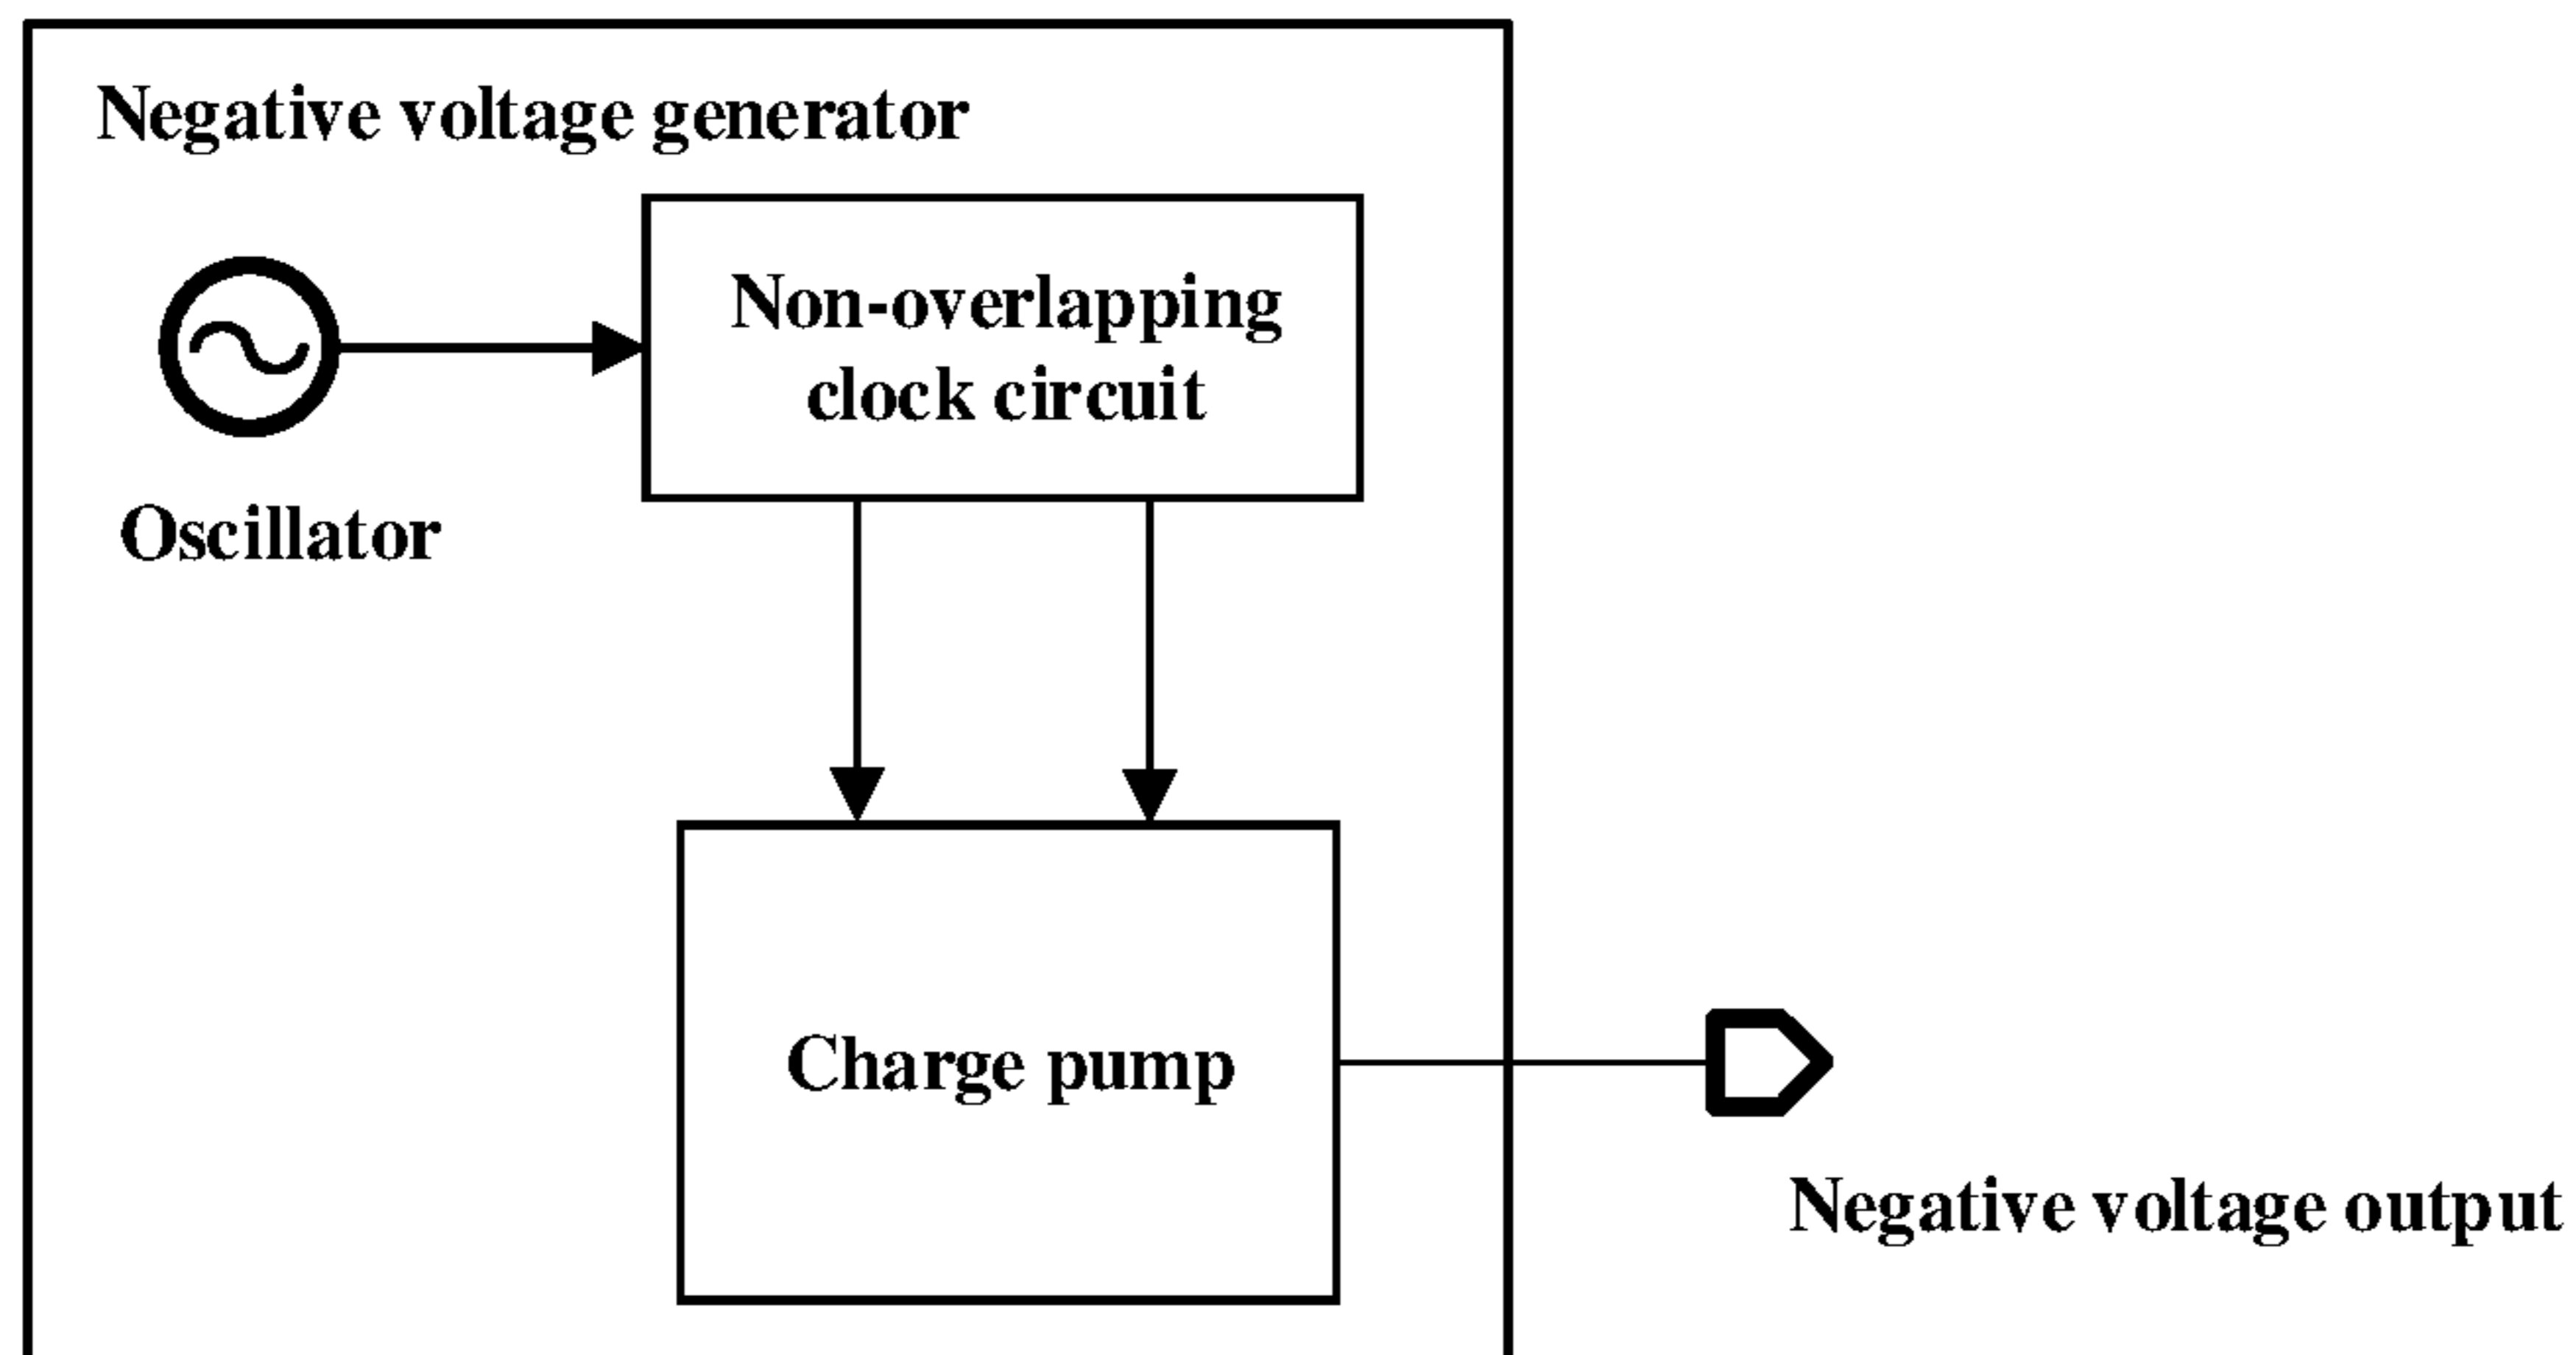 Negative voltage generator
Non-overlapping
clock circuit
Oscillator
Charge pump
Negative voltage output